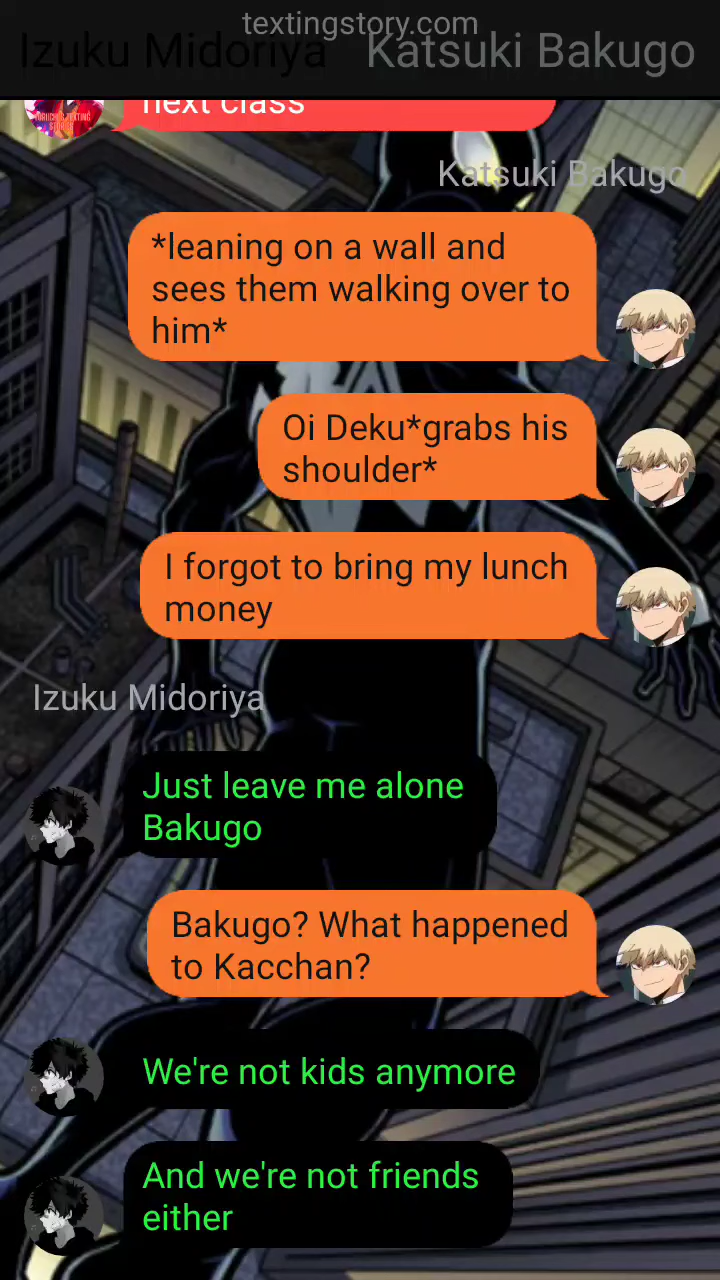 textingstory.com
Izuku Midoriya Katsuki Bakugo
next class
Katsuki Bakugo
*leaning on a wall and
sees them walking over to
him*
Oi Deku*grabs his
shoulder*
I forgot to bring my lunch
money
Izuku Midoriya
Just leave me alone
Bakugo
Bakugo? What happened
to Kacchan?
We're not kids anymore
And we're not friends
either